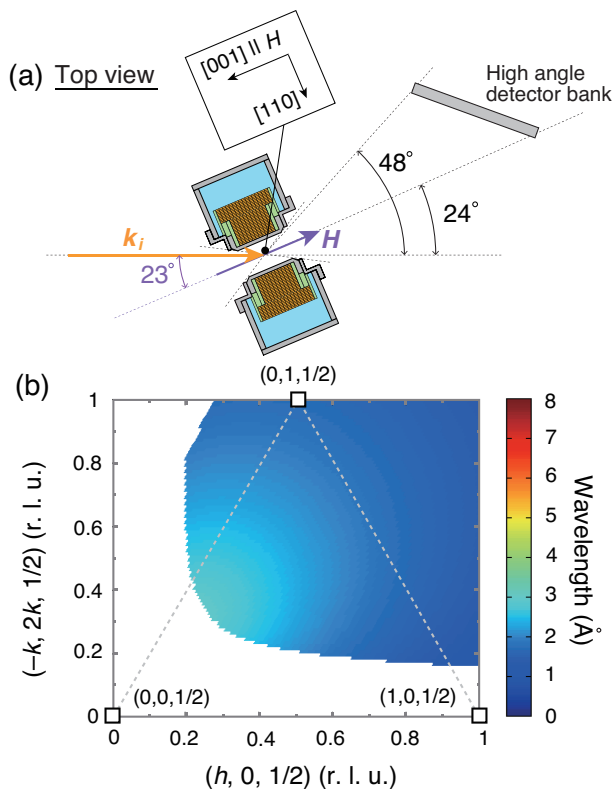 (a) Top view
[001] || H
[110]
High angle
detector bank
48°
24°
k_i
H
23°
(b)
(0,1,1/2)
1
0.8
0.6
0.4
0.2
0
(−k, 2k, 1/2) (r. l. u.)
(0,0,1/2)
(1,0,1/2)
0
0.2
0.4
0.6
0.8
1
(h, 0, 1/2) (r. l. u.)
8
7
6
5
4
3
2
1
0
Wavelength (Å)